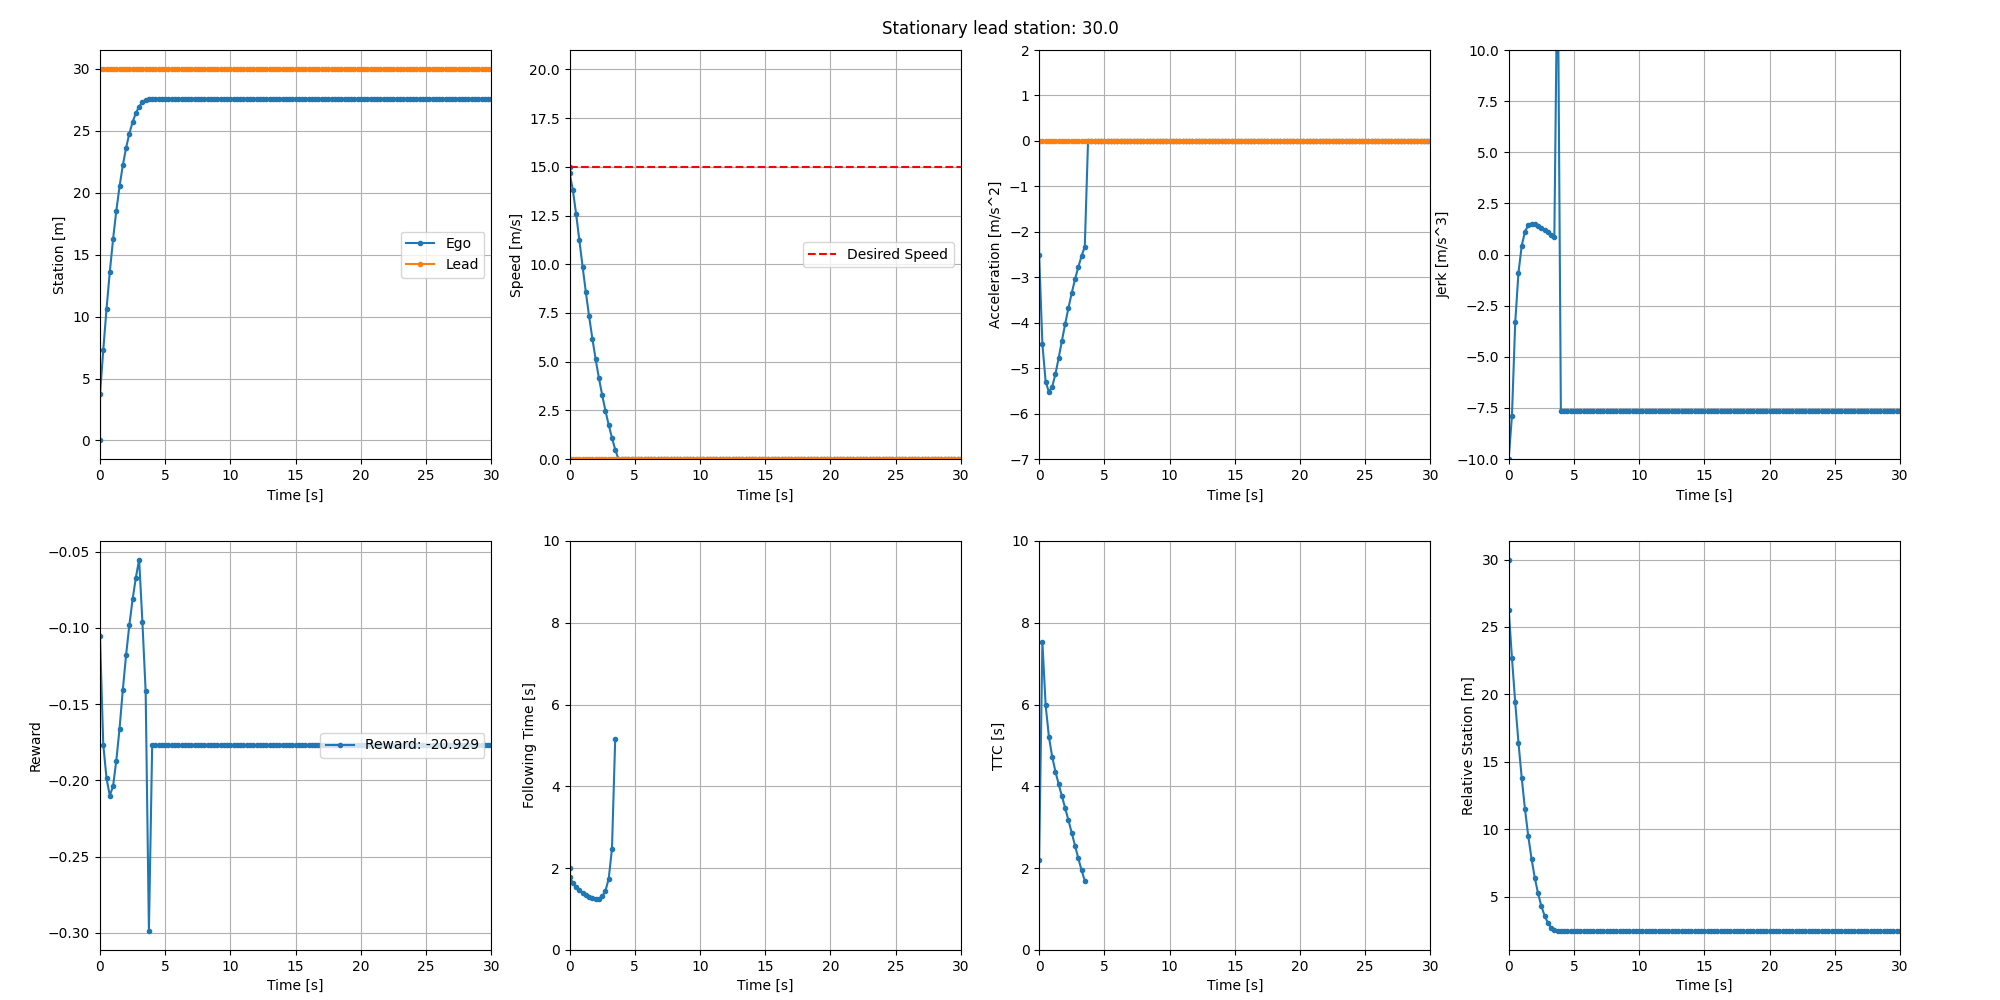 Stationary lead station: 30.0
Station [m]
30
25
20
15
10
5
0
Ego
Lead
0 5 10 15 20 25 30
Time [s]
Speed [m/s]
20.0
17.5
15.0
12.5
10.0
7.5
5.0
2.5
0.0
Desired Speed
0 5 10 15 20 25 30
Time [s]
Acceleration [m/s^2]
2
1
0
−1
−2
−3
−4
−5
−6
−7
0 5 10 15 20 25 30
Time [s]
Jerk [m/s^3]
10.0
7.5
5.0
2.5
0.0
−2.5
−5.0
−7.5
−10.0
0 5 10 15 20 25 30
Time [s]
Reward
−0.05
−0.10
−0.15
−0.20
−0.25
−0.30
Reward: -20.929
0 5 10 15 20 25 30
Time [s]
Following Time [s]
10
8
6
4
2
0
0 5 10 15 20 25 30
Time [s]
TTC [s]
10
8
6
4
2
0
0 5 10 15 20 25 30
Time [s]
Relative Station [m]
30
25
20
15
10
5
0 5 10 15 20 25 30
Time [s]